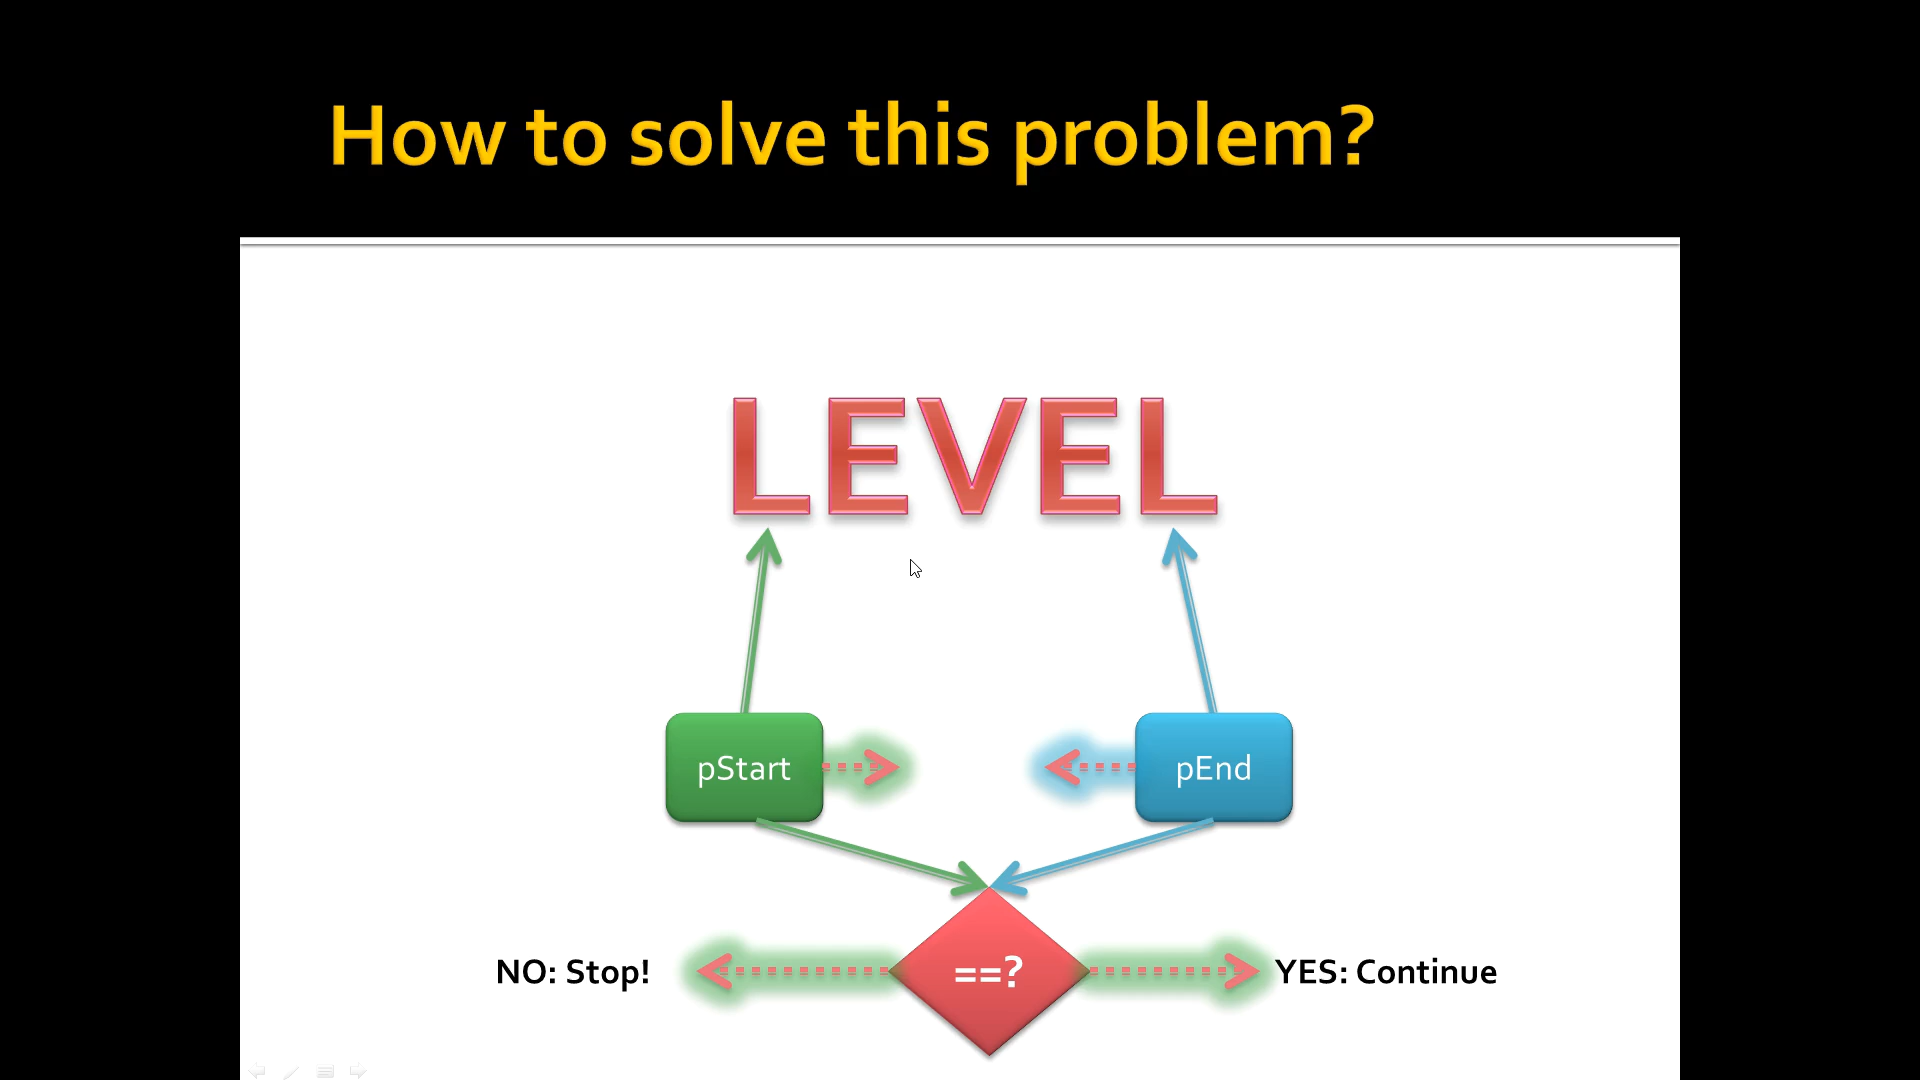 How to solve this problem?
LEVEL
pStart
pEnd
NO: Stop!
==?
YES: Continue